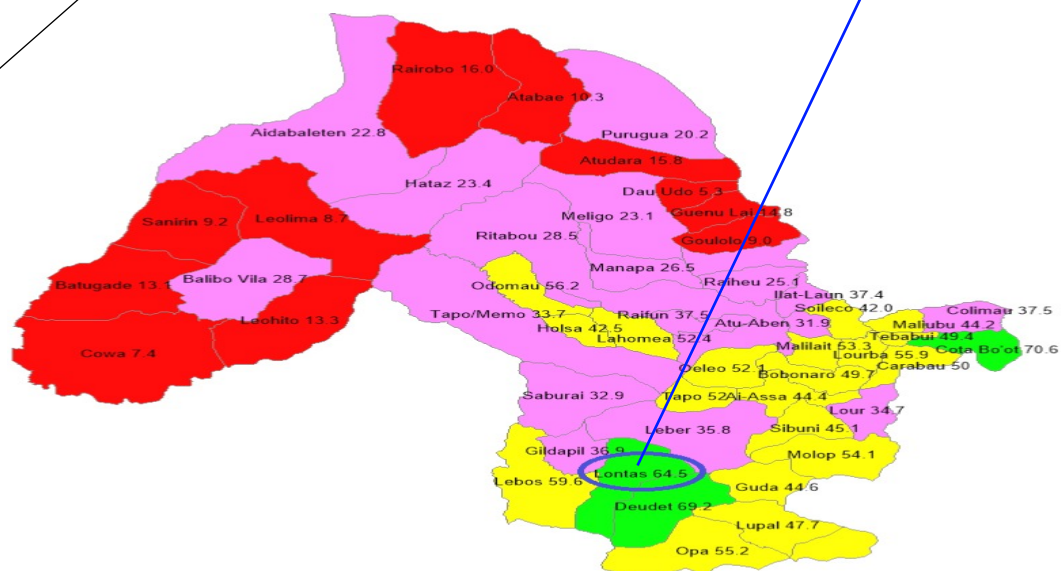 Rairobo 16.0
Atabae 10.3
Aidabaleten 22.8
Purugua 20.2
Atudara 15.8
Hataz 23.4
Dau Udo 5.3
Sanirin 9.2
Leolima 8.7
Meligo 23.1
Guenu Lai 14.8
Ritabou 28.5
Goulolo 9.0
Manapa 26.5
Balibo Vila 28.7
Raiheu 25.1
Batugade 13.1
Odomau 56.2
Ilat-Laun 37.4
Soileco 42.0
Colimau 37.5
Tapo/Memo 33.7
Raifun 37.5
Loohito 13.3
Atu-Aben 31.9
Maliubu 44.2
Holsa 42.5
Lahomea 52.4
Tebabui 49.4
Malilait 53.3
Cota Bo'ot 70.6
Cowa 7.4
Lourba 55.9
Oeleo 52.1
Carabau 50
Bobonaro 49.7
Saburai 32.9
Tapo 52
Ai-Assa 44.4
Lour 34.7
Leber 35.8
Sibuni 45.1
Gildapil 36.9
Molop 54.1
Lontas 64.5
Lebos 59.6
Guda 44.6
Deudet 69.2
Lupal 47.7
Opa 55.2